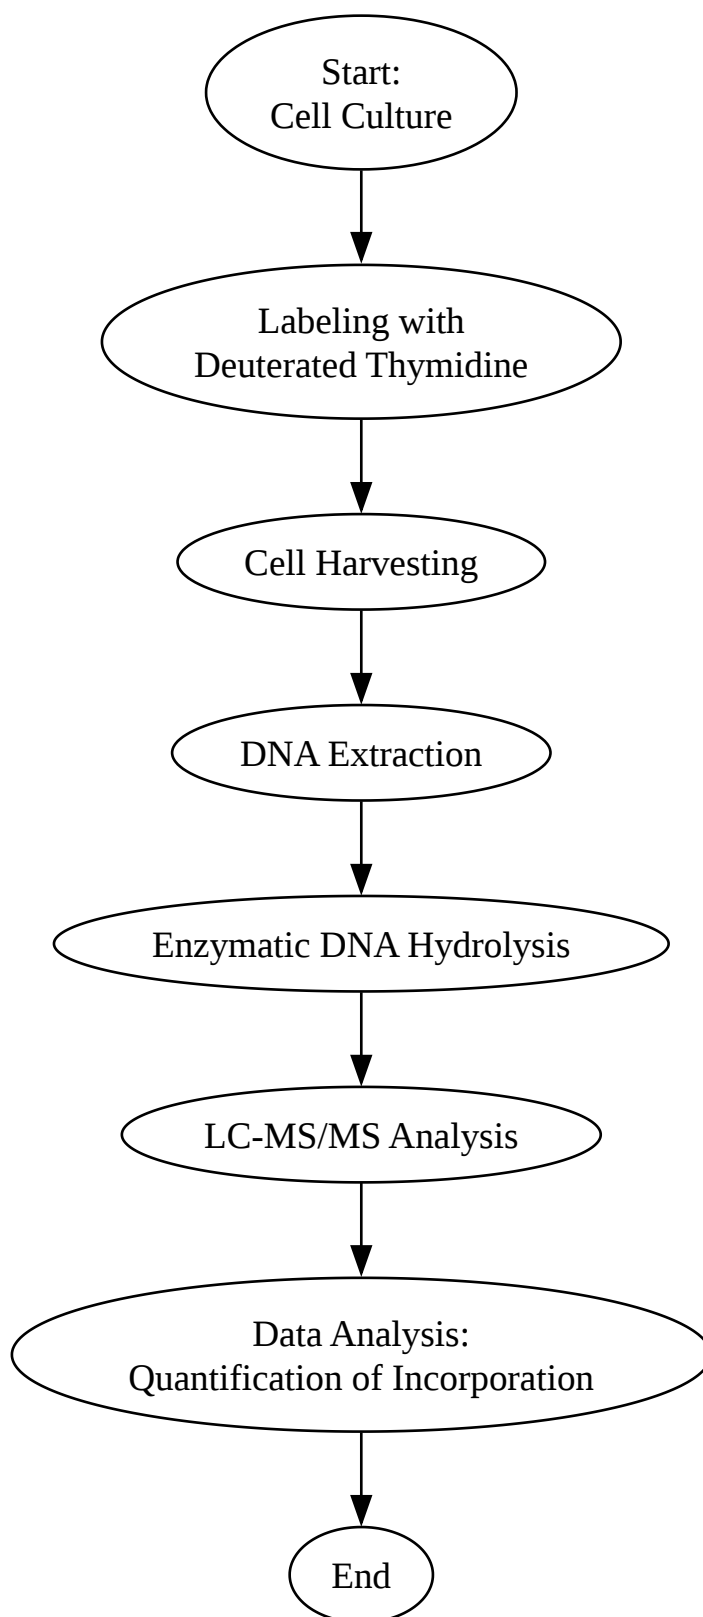 Start:
Cell Culture
Labeling with
Deuterated Thymidine
Cell Harvesting
DNA Extraction
Enzymatic DNA Hydrolysis
LC-MS/MS Analysis
Data Analysis:
Quantification of Incorporation
End